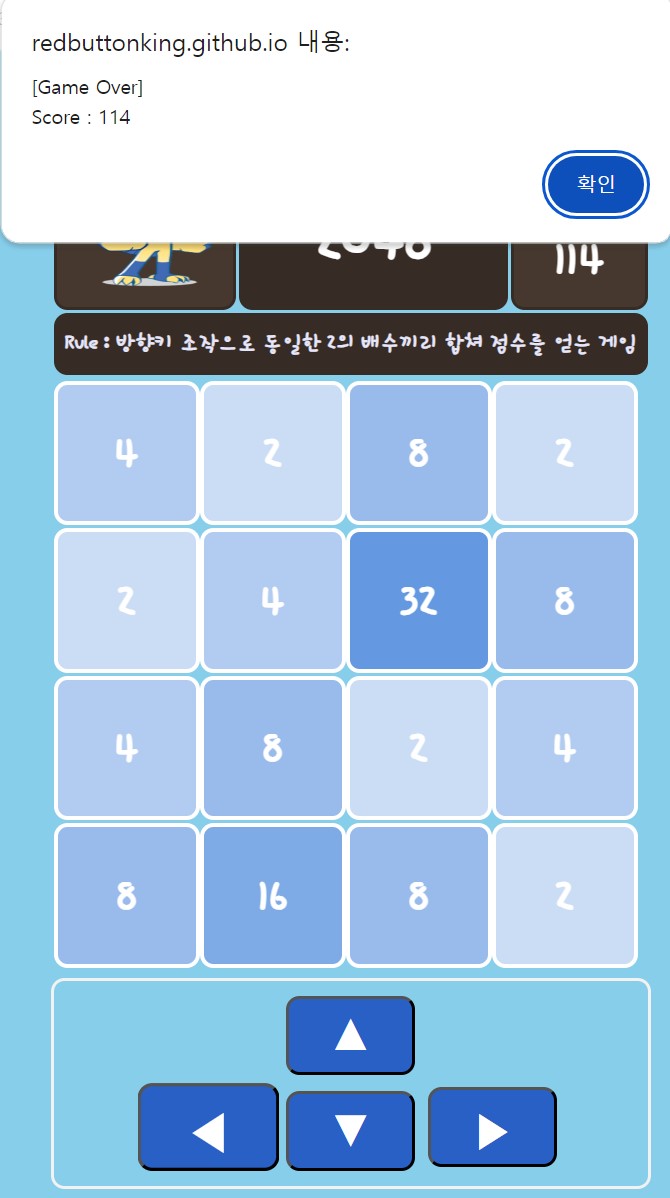 redbuttonking.github.io 내용:
[Game Over]
Score : 114
확인
2048
114
Rule : 방향키 조작으로 동일한 2의 배수끼리 합쳐 점수를 얻는 게임
4 2 8 2
2 4 32 8
4 8 2 4
8 16 8 2
▲
◀ ▼ ▶